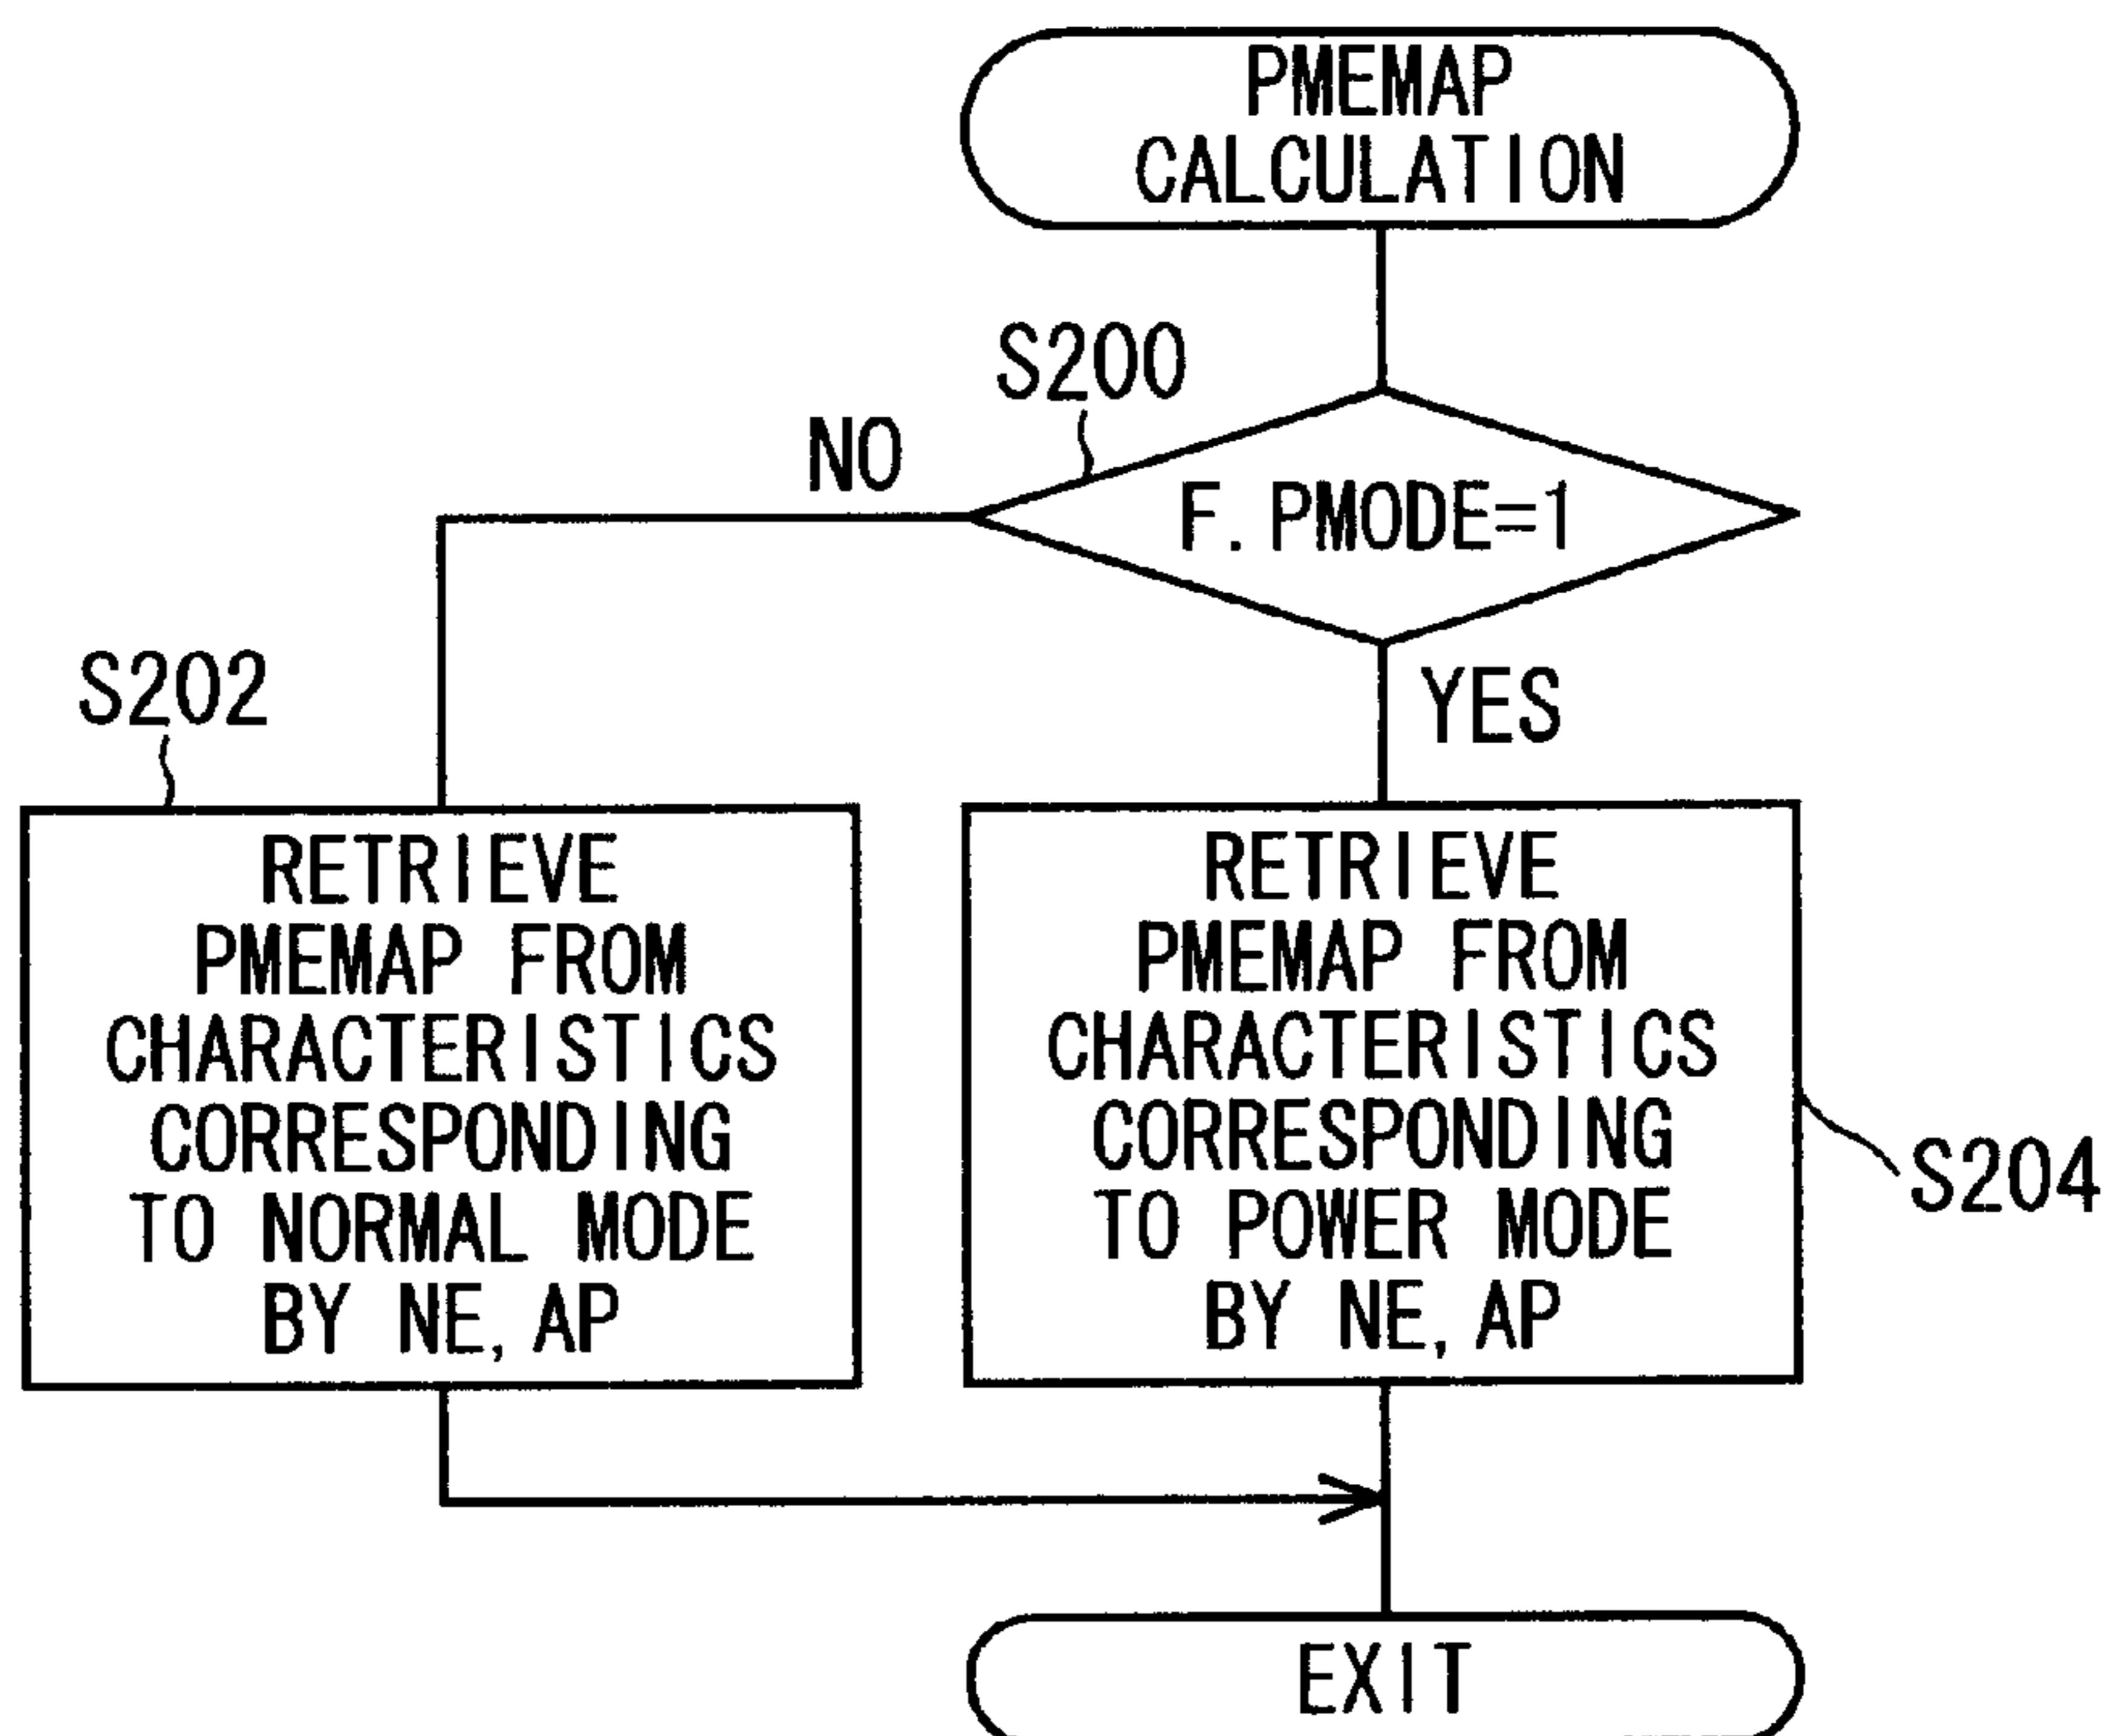 PMEMAP
CALCULATION
S200
NO
F. PMODE=1
YES
S202
RETRIEVE
PMEMAP FROM
CHARACTERISTICS
CORRESPONDING
TO NORMAL MODE
BY NE, AP
RETRIEVE
PMEMAP FROM
CHARACTERISTICS
CORRESPONDING
TO POWER MODE
BY NE, AP
S204
EXIT